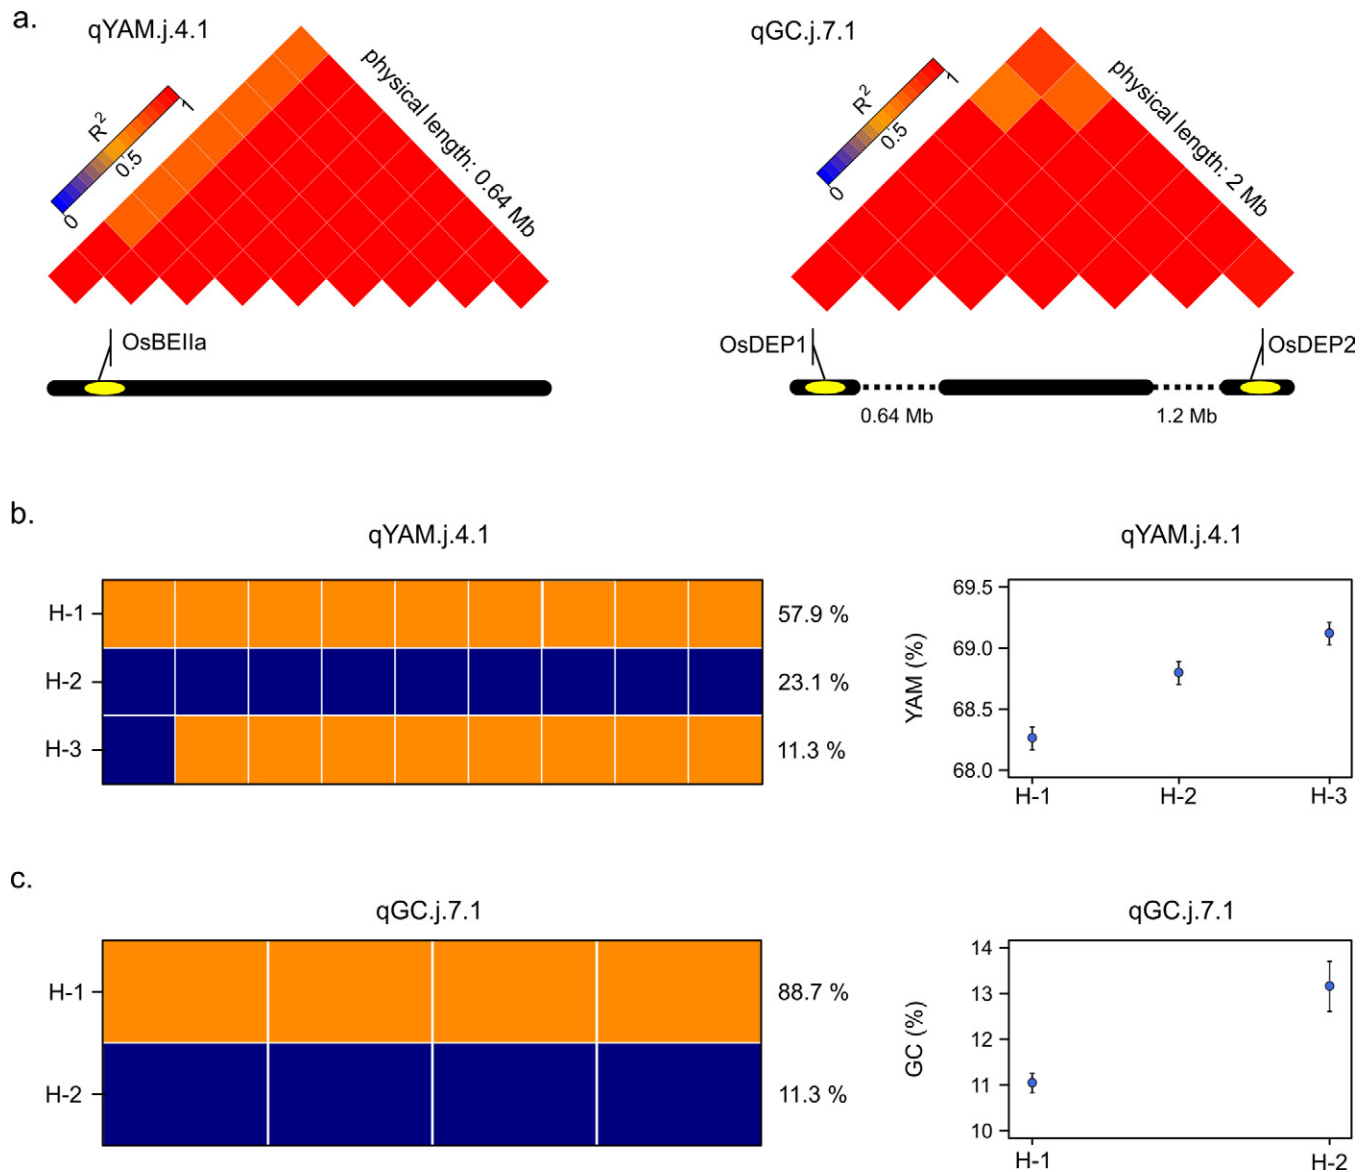 a.
qYAM.j.4.1
R2
0
0.5
1
physical length: 0.64 Mb
OsBEIIa
qGC.j.7.1
R2
0
0.5
1
physical length: 2 Mb
OsDEP1
OsDEP2
0.64 Mb
1.2 Mb
b.
qYAM.j.4.1
H-1
57.9 %
H-2
23.1 %
H-3
11.3 %
qYAM.j.4.1
YAM (%)
69.5
69.0
68.5
68.0
H-1 H-2 H-3
c.
qGC.j.7.1
H-1
88.7 %
H-2
11.3 %
qGC.j.7.1
GC (%)
14
13
12
11
10
H-1 H-2